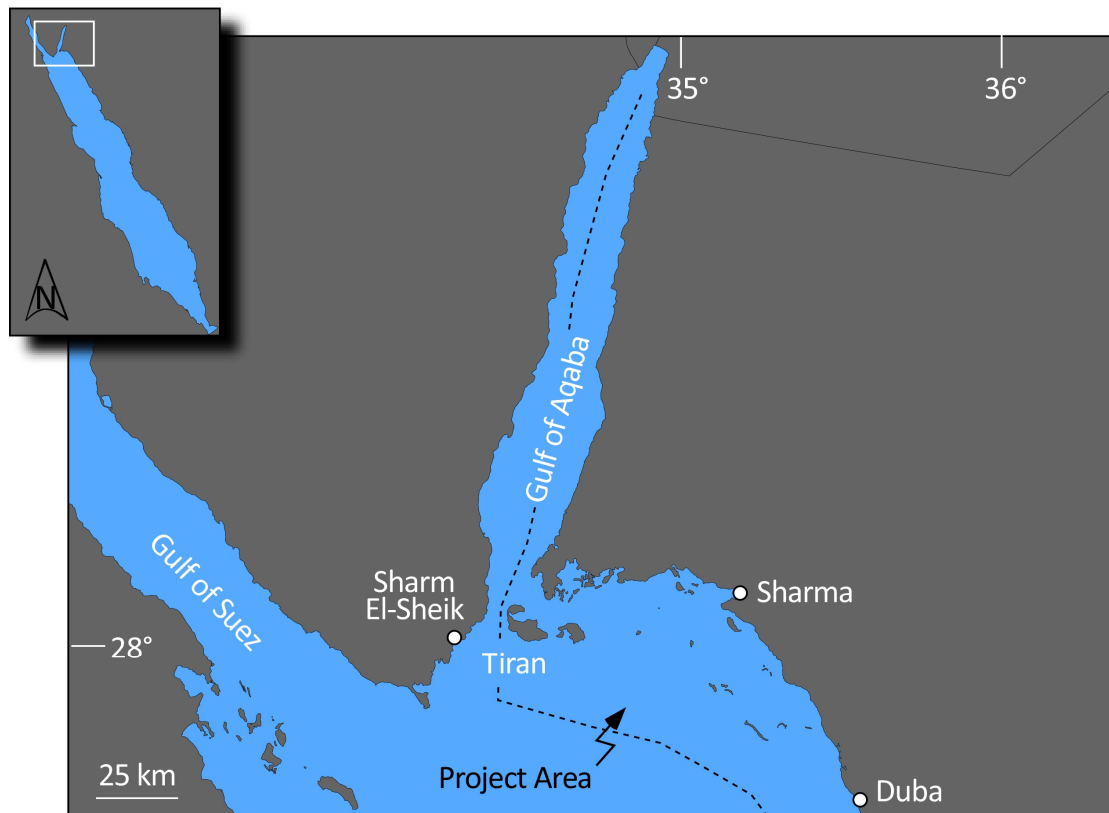 N
35°
36°
Gulf of Aqaba
Gulf of Suez
Sharm
El-Sheik
Sharma
28°
Tiran
Project Area
25 km
Duba